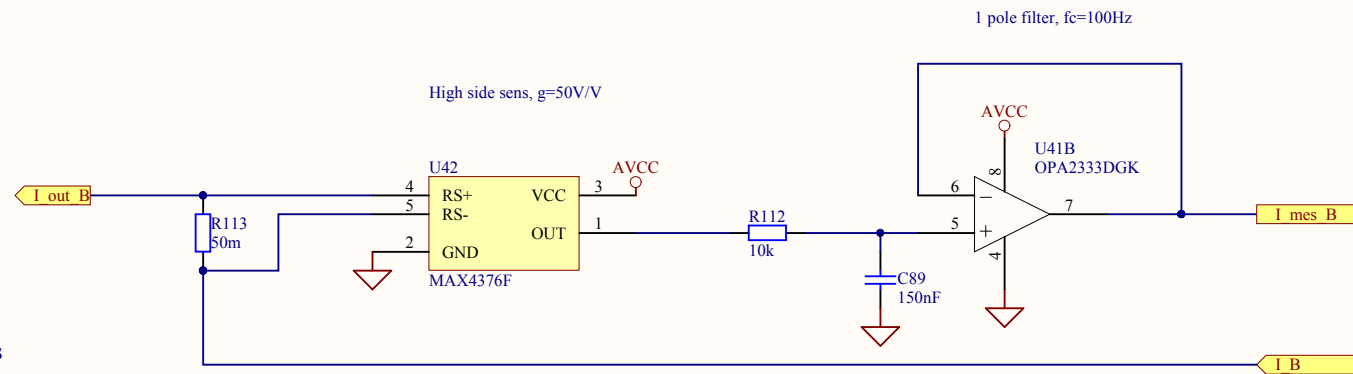 1 pole filter, fc=100Hz
High side sens, g=50V/V
AVCC
U41B
OPA2333DGK
U42
AVCC
8
I_out_B
4
RS+
VCC
3
6
5
RS-
7
I_mes_B
R113
50m
R112
OUT
1
5
10k
2
GND
4
MAX4376F
C89
150nF
I_B